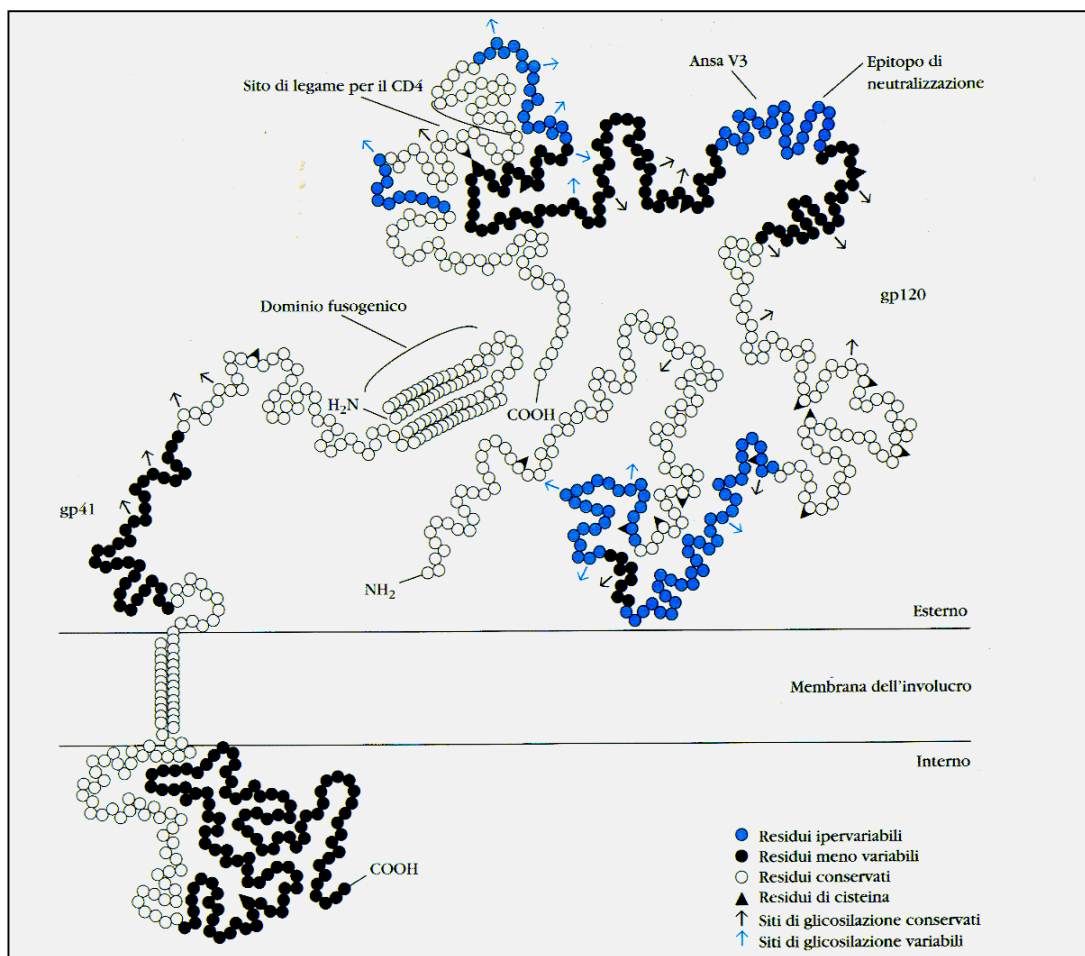 Sito di legame per il CD4
Ansa V3
Epitopo di
neutralizzazione
Dominio fusogenico
gp120
H₂N
COOH
gp41
NH₂
Esterno
Membrana dell'involucro
Interno
COOH
Residui ipervariabili
Residui meno variabili
Residui conservati
Residui di cisteina
Siti di glicosilazione conservati
Siti di glicosilazione variabili